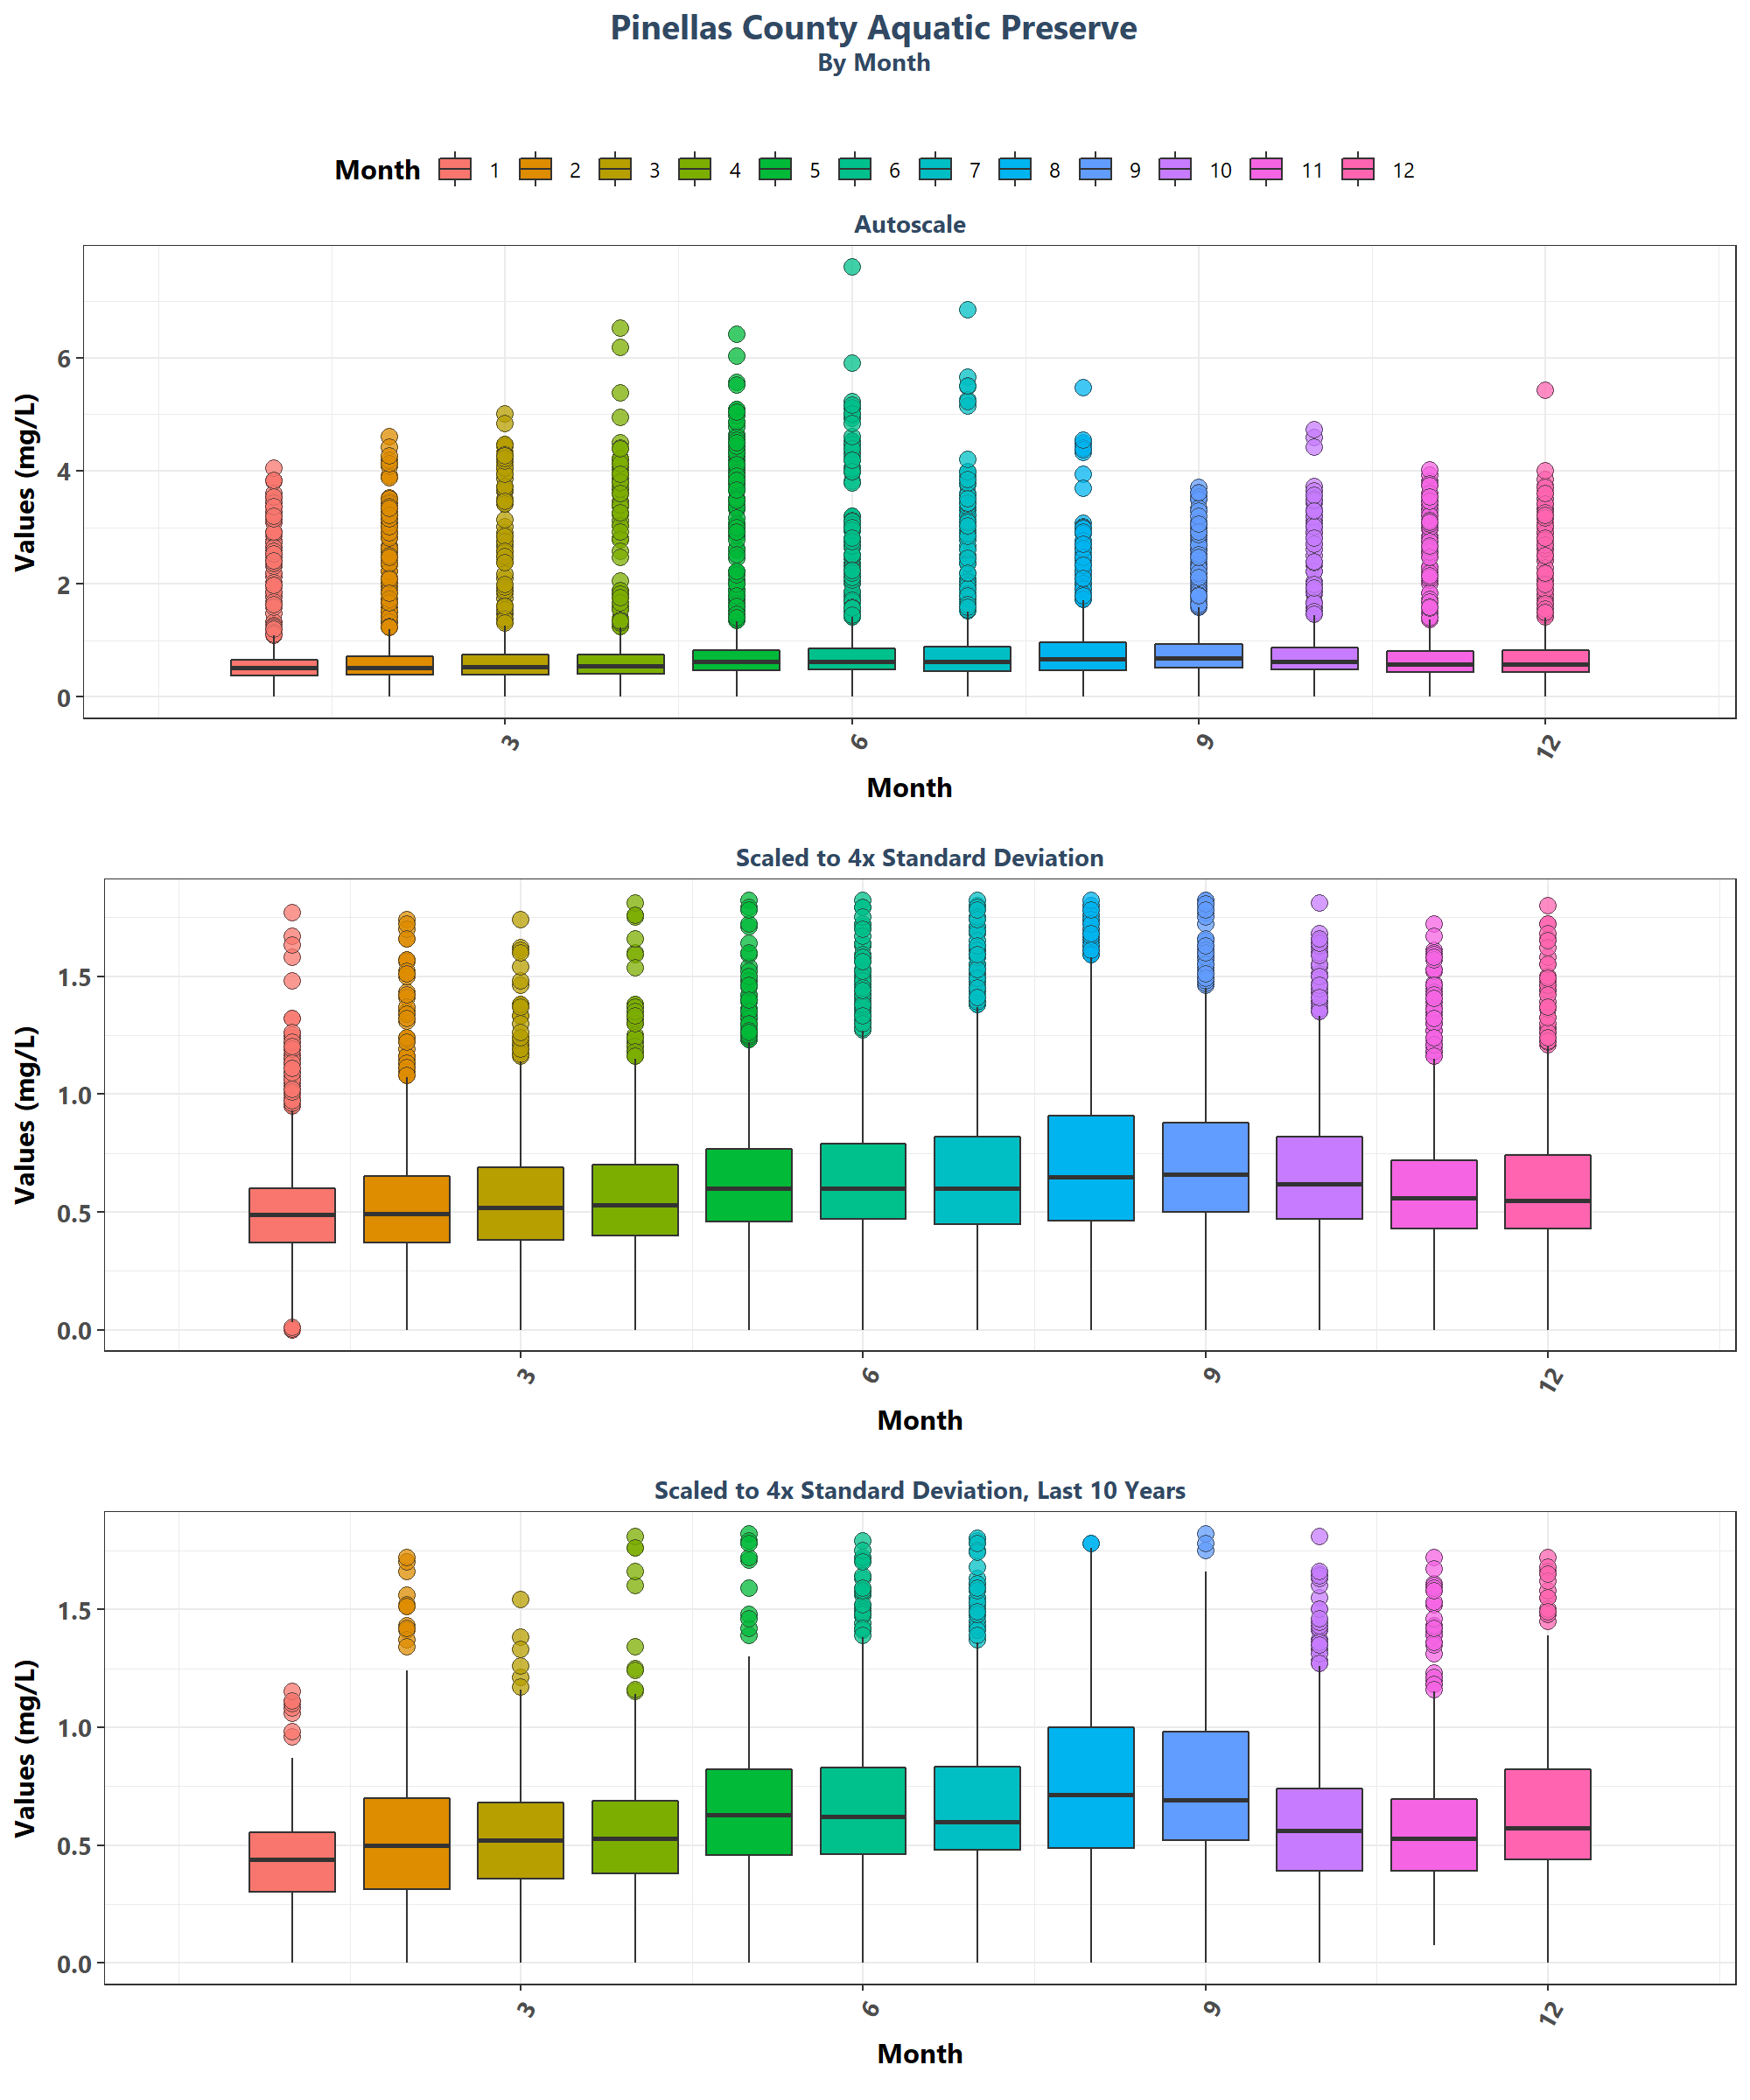 Pinellas County Aquatic Preserve
By Month
Month 1 2 3 4 5 6 7 8 9 10 11 12
Autoscale
Values (mg/L)
6
4
2
0
3 6 9 12
Month
Scaled to 4x Standard Deviation
Values (mg/L)
1.5
1.0
0.5
0.0
3 6 9 12
Month
Scaled to 4x Standard Deviation, Last 10 Years
Values (mg/L)
1.5
1.0
0.5
0.0
3 6 9 12
Month